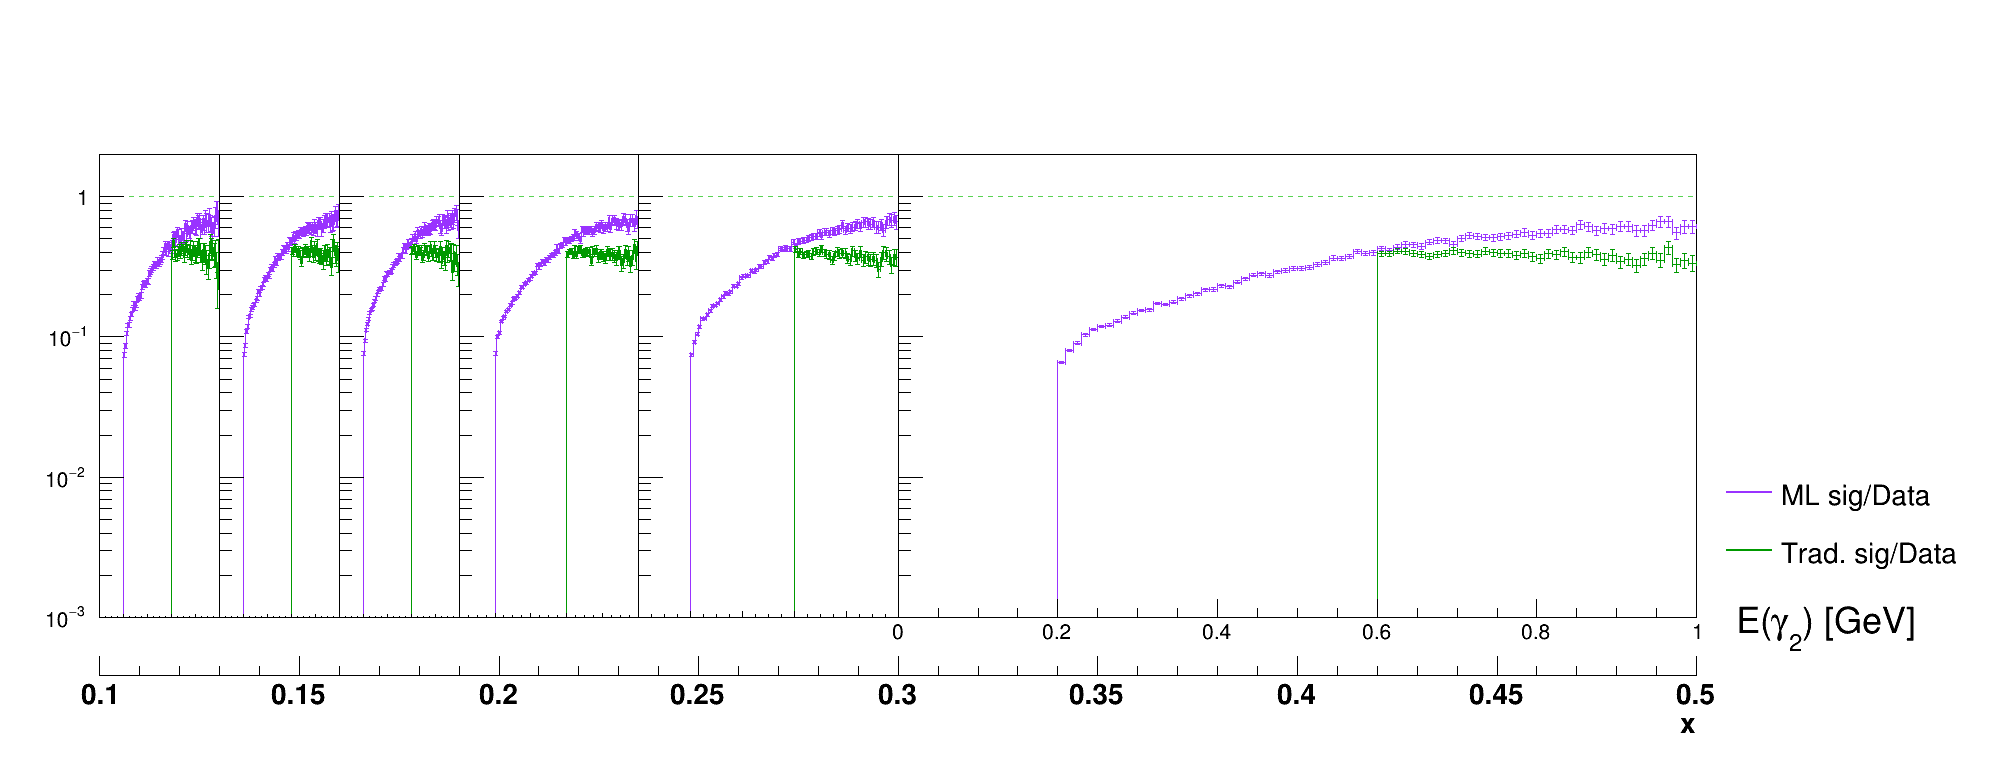 1
10⁻¹
10⁻²
10⁻³
ML sig/Data
Trad. sig/Data
0 0.2 0.4 0.6 0.8 1
E(γ₂) [GeV]
0.1 0.15 0.2 0.25 0.3 0.35 0.4 0.45 0.5
x